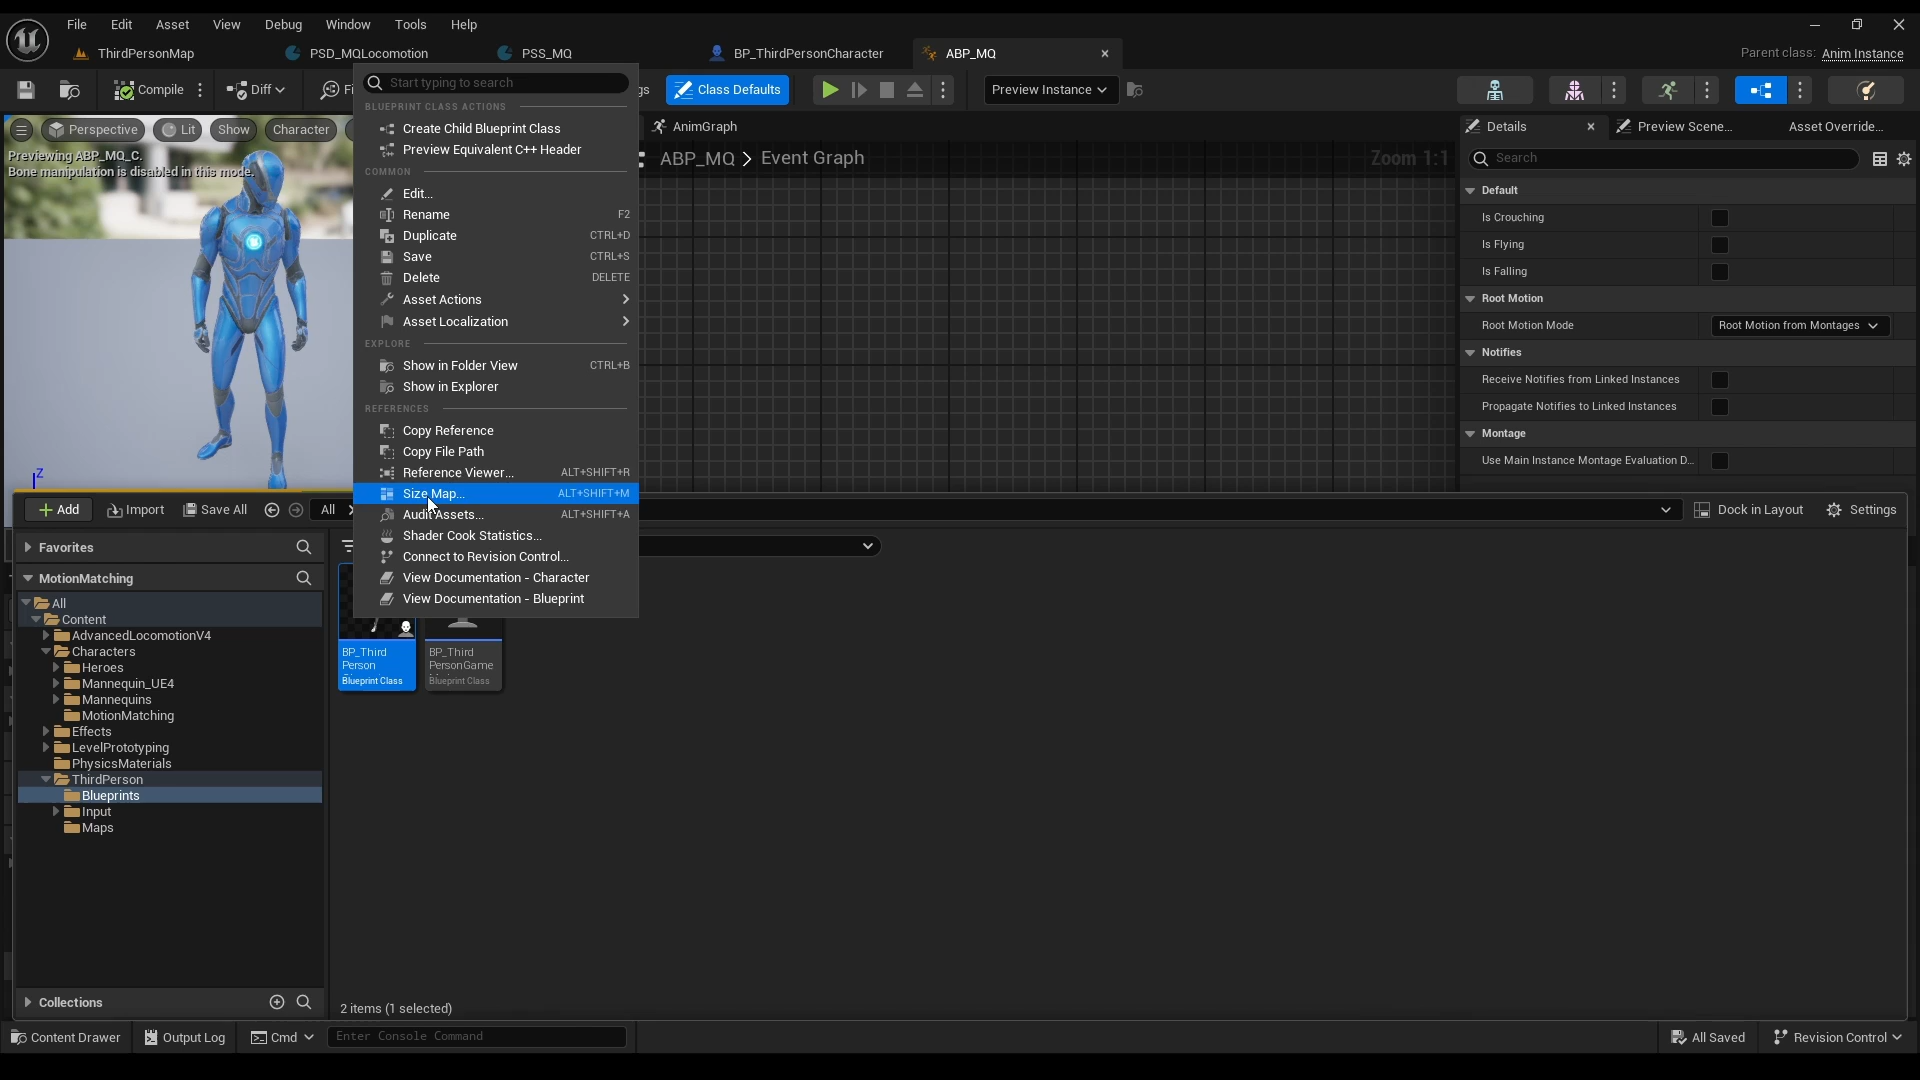 File Edit Asset View Debug Window Tools Help
ThirdPersonMap PSD_MQLocomotion PSS_MQ BP_ThirdPersonCharacter ABP_MQ
Parent class: Anim Instance
Compile Diff gs Class Defaults Preview Instance
Perspective Lit Show Character
Previewing ABP_MQ_C.
Bone manipulation is disabled in this mode.
Z
Start typing to search
BLUEPRINT CLASS ACTIONS
Create Child Blueprint Class
Preview Equivalent C++ Header
COMMON
Edit...
Rename F2
Duplicate CTRL+D
Save CTRL+S
Delete DELETE
Asset Actions
Asset Localization
EXPLORE
Show in Folder View CTRL+B
Show in Explorer
REFERENCES
Copy Reference
Copy File Path
Reference Viewer... ALT+SHIFT+R
Size Map... ALT+SHIFT+M
Audit Assets... ALT+SHIFT+A
Shader Cook Statistics...
Connect to Revision Control...
View Documentation - Character
View Documentation - Blueprint
AnimGraph
ABP_MQ > Event Graph
Zoom 1:1
Details Preview Scene... Asset Override...
Search
Default
Is Crouching
Is Flying
Is Falling
Root Motion
Root Motion Mode Root Motion from Montages
Notifies
Receive Notifies from Linked Instances
Propagate Notifies to Linked Instances
Montage
Use Main Instance Montage Evaluation D...
Add Import Save All All
Dock in Layout Settings
Favorites
MotionMatching
All
Content
AdvancedLocomotionV4
Characters
Heroes
Mannequin_UE4
Mannequins
MotionMatching
Effects
LevelPrototyping
PhysicsMaterials
ThirdPerson
Blueprints
Input
Maps
Collections
BP_Third
Person
Blueprint Class
BP_Third
PersonGame
Blueprint Class
2 items (1 selected)
Content Drawer Output Log Cmd Enter Console Command
All Saved Revision Control